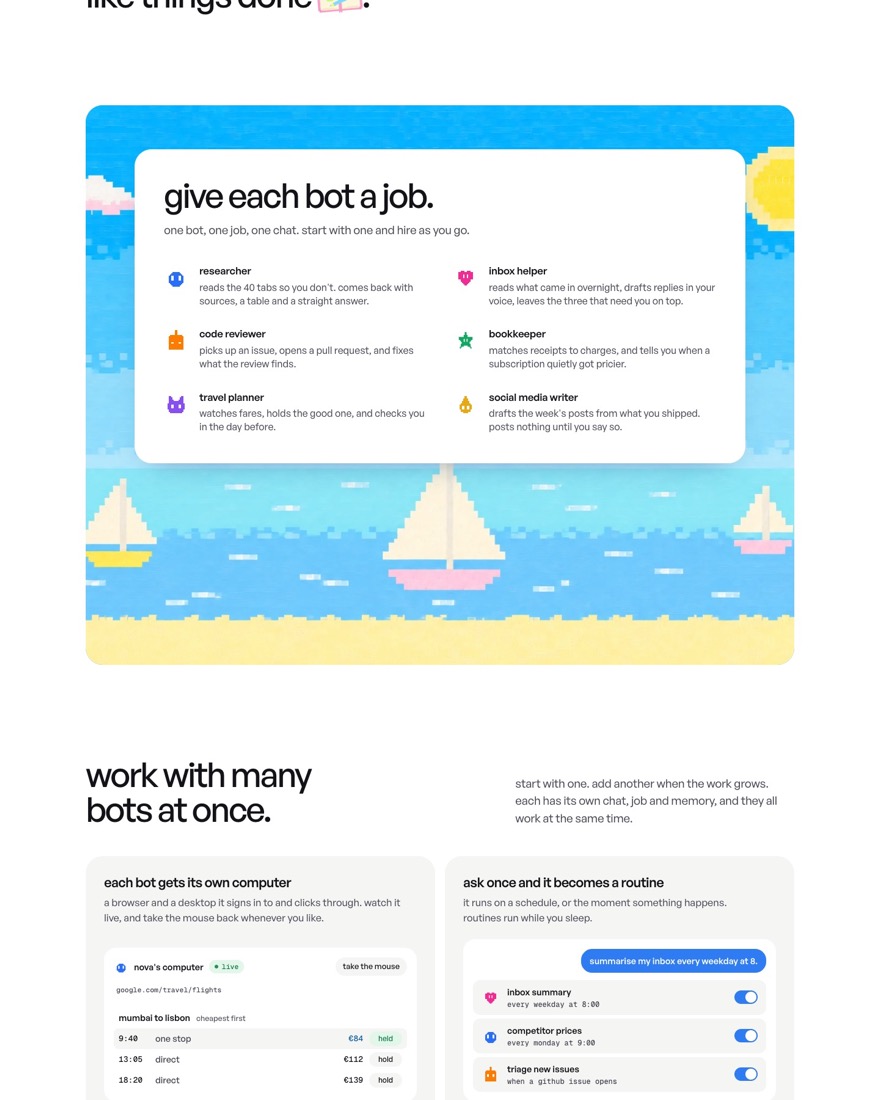 like things done
give each bot a job.
one bot, one job, one chat. start with one and hire as you go.
researcher
reads the 40 tabs so you don't. comes back with
sources, a table and a straight answer.
inbox helper
reads what came in overnight, drafts replies in your
voice, leaves the three that need you on top.
code reviewer
picks up an issue, opens a pull request, and fixes
what the review finds.
bookkeeper
matches receipts to charges, and tells you when a
subscription quietly got pricier.
travel planner
watches fares, holds the good one, and checks you
in the day before.
social media writer
drafts the week's posts from what you shipped.
posts nothing until you say so.
work with many
bots at once.
start with one. add another when the work grows.
each has its own chat, job and memory, and they all
work at the same time.
each bot gets its own computer
a browser and a desktop it signs in to and clicks through. watch it
live, and take the mouse back whenever you like.
nova's computer live take the mouse
google.com/travel/flights
mumbai to lisbon cheapest first
9:40 one stop €84 held
13:05 direct €112 hold
18:20 direct €139 hold
ask once and it becomes a routine
it runs on a schedule, or the moment something happens.
routines run while you sleep.
summarise my inbox every weekday at 8.
inbox summary
every weekday at 8:00
competitor prices
every monday at 9:00
triage new issues
when a github issue opens